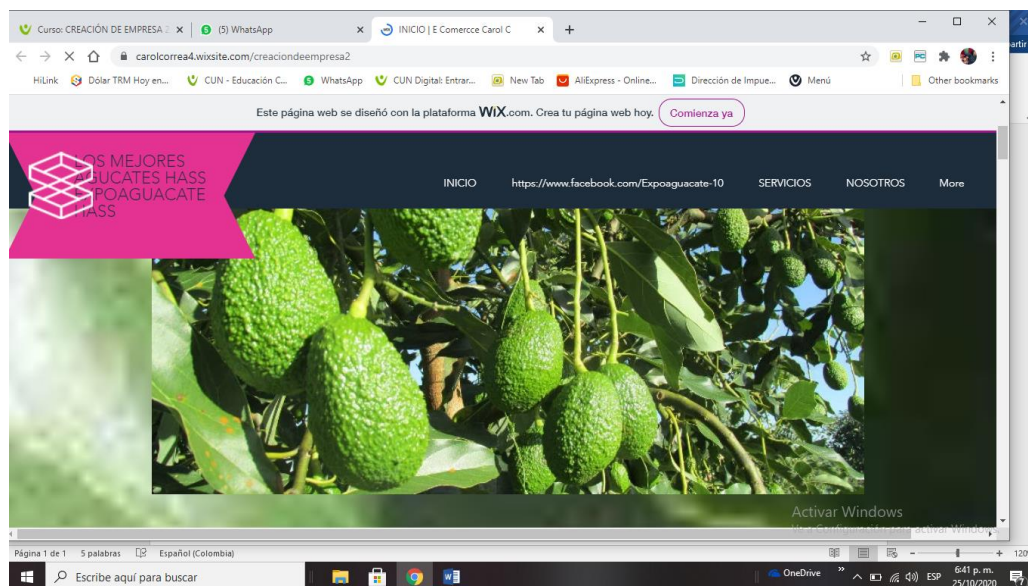 Curso: CREACIÓN DE EMPRESA 2
(5) WhatsApp
INICIO | E Comercce Carol C
carolcorrea4.wixsite.com/creaciondeempresa2
HiLink
Dólar TRM Hoy en...
CUN - Educación C...
WhatsApp
CUN Digital: Entrar...
New Tab
AliExpress - Online...
Dirección de Impue...
Menú
Other bookmarks
Este página web se diseñó con la plataforma WiX.com. Crea tu página web hoy.
Comienza ya
LOS MEJORES
AGUCATES HASS
EXPOAGUACATE
HASS
INICIO
https://www.facebook.com/Expoaguacate-10
SERVICIOS
NOSOTROS
More
Activar Windows
Página 1 de 1
5 palabras
Español (Colombia)
Escribe aquí para buscar
OneDrive
ESP
6:41 p. m.
25/10/2020